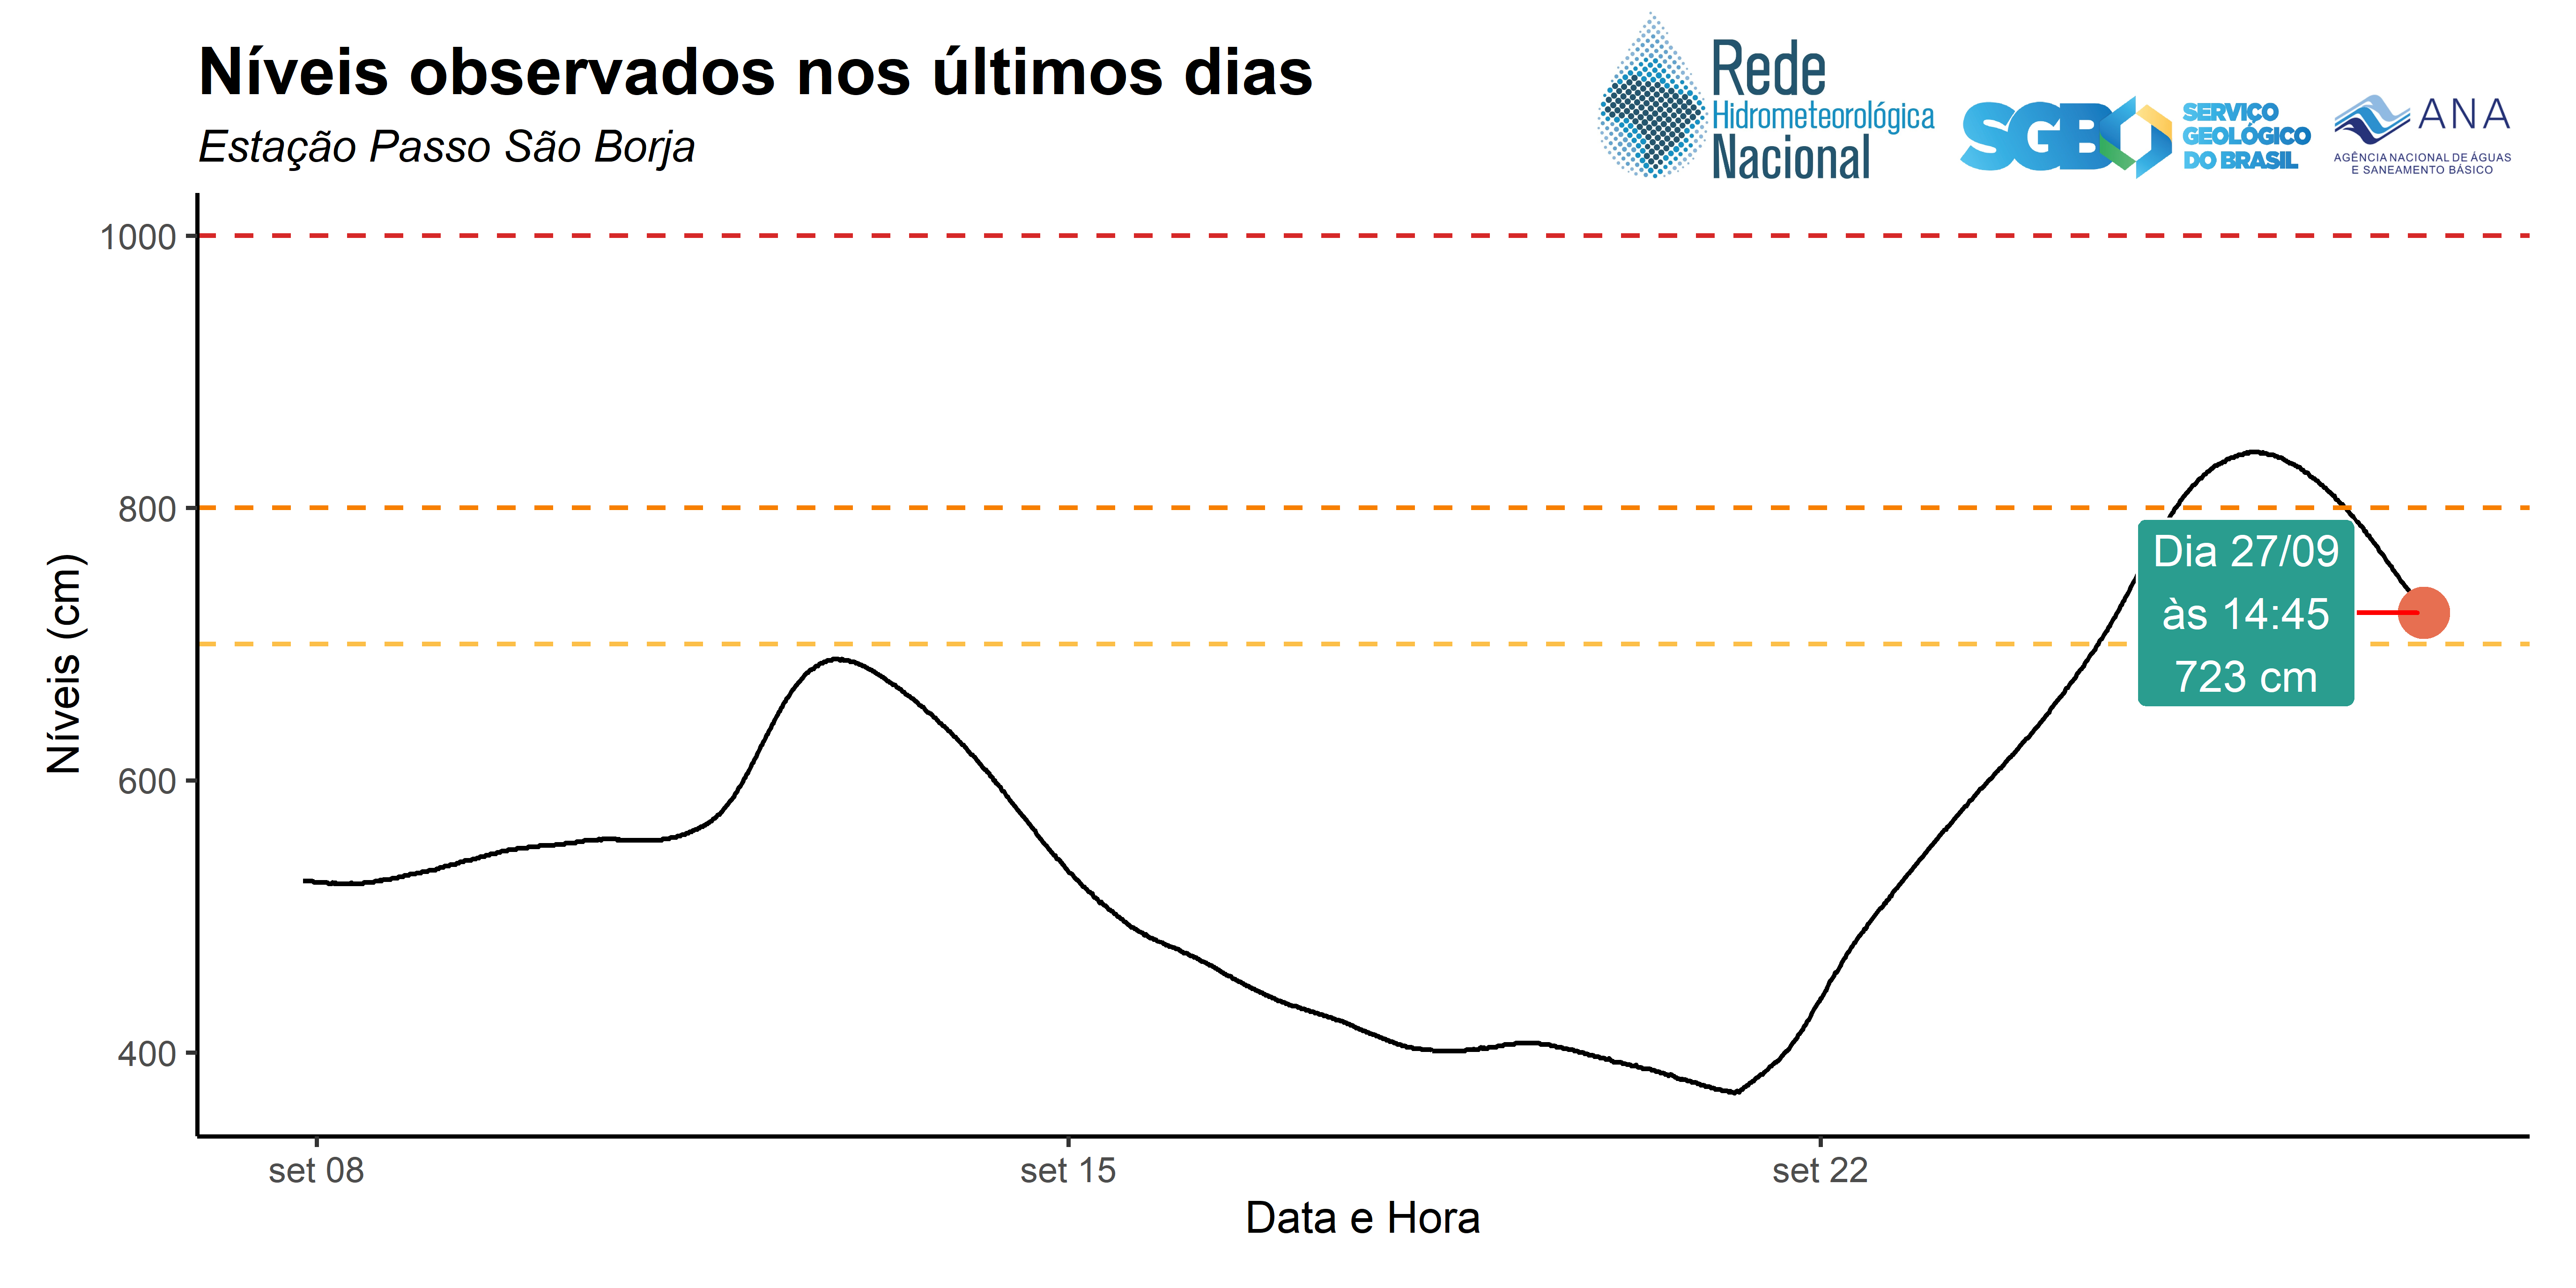 Níveis observados nos últimos dias
Estação Passo São Borja
Rede
Hidrometeorológica
Nacional
SGB
SERVIÇO
GEOLÓGICO
DO BRASIL
ANA
AGÊNCIA NACIONAL DE ÁGUAS
E SANEAMENTO BÁSICO
Níveis (cm)
1000
800
600
400
Dia 27/09
às 14:45
723 cm
set 08
set 15
set 22
Data e Hora